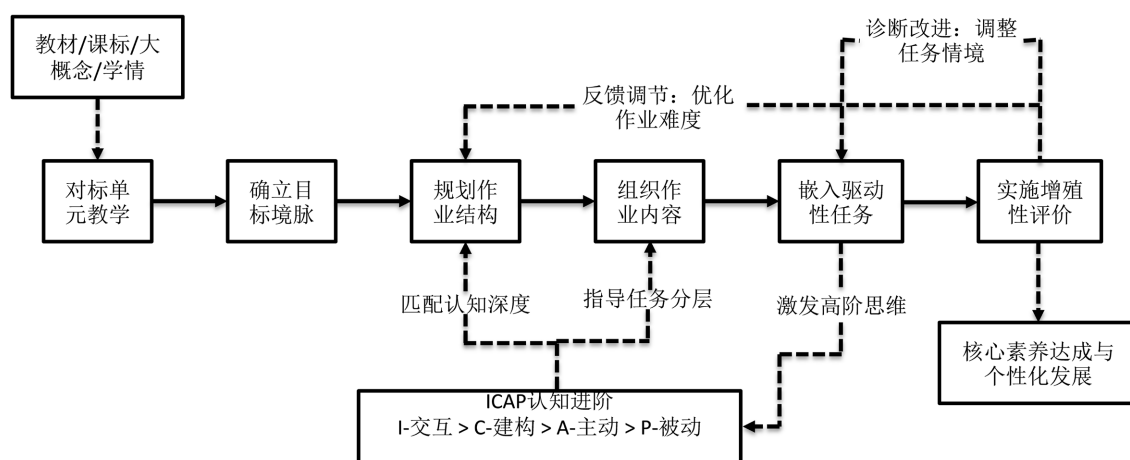 教材/课标/大
概念/学情
诊断改进：调整
任务情境
反馈调节：优化
作业难度
对标单
元教学
确立目
标境脉
规划作
业结构
组织作
业内容
嵌入驱动
性任务
实施增殖
性评价
匹配认知深度
指导任务分层
激发高阶思维
核心素养达成与
个性化发展
ICAP认知进阶
I-交互 > C-建构 > A-主动 > P-被动